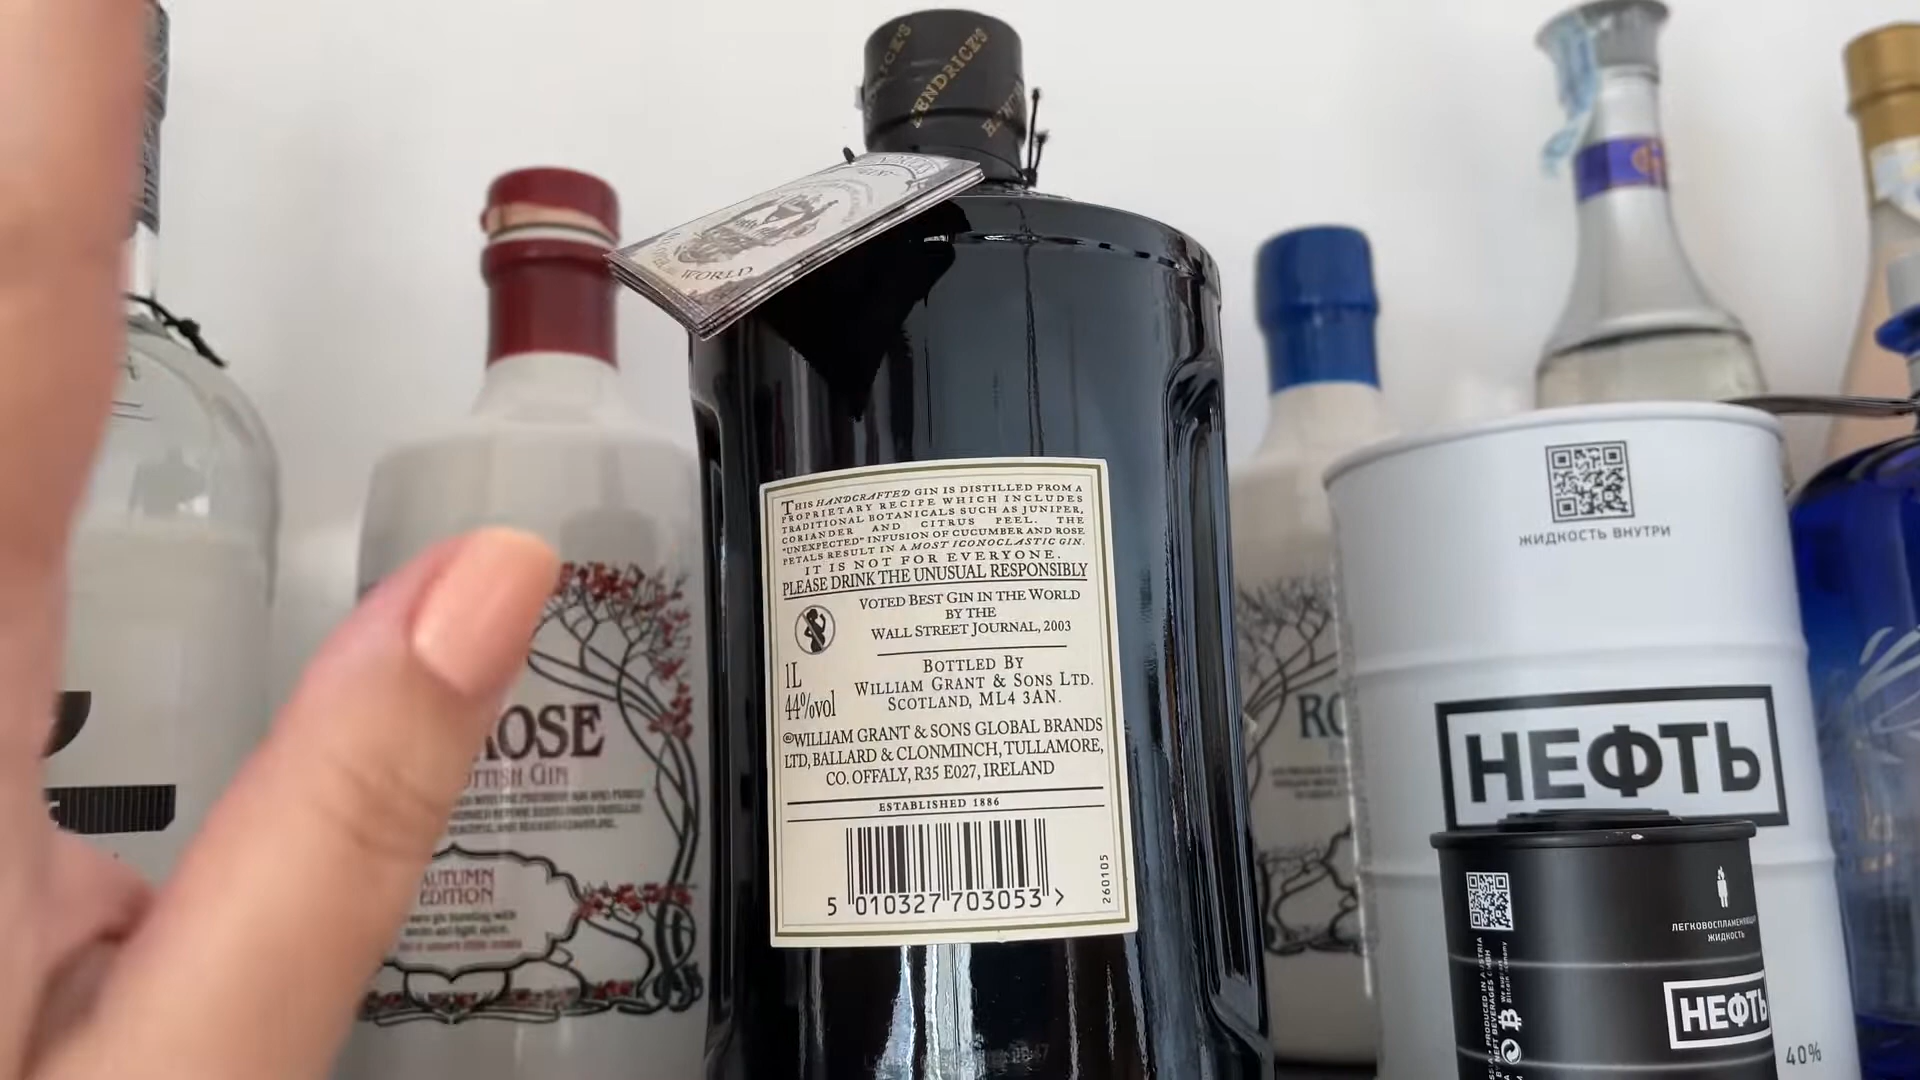 HENDRICK'S
WORLD
THIS HANDCRAFTED GIN IS DISTILLED FROM A
PROPRIETARY RECIPE WHICH INCLUDES
TRADITIONAL BOTANICALS SUCH AS JUNIPER,
CORIANDER AND CITRUS PEEL. THE
"UNEXPECTED" INFUSION OF CUCUMBER AND ROSE
PETALS RESULT IN A MOST ICONOCLASTIC GIN.
IT IS NOT FOR EVERYONE.
PLEASE DRINK THE UNUSUAL RESPONSIBLY
VOTED BEST GIN IN THE WORLD
BY THE
WALL STREET JOURNAL, 2003
1L
44%vol
BOTTLED BY
WILLIAM GRANT & SONS LTD.
SCOTLAND, ML4 3AN.
®WILLIAM GRANT & SONS GLOBAL BRANDS
LTD, BALLARD & CLONMINCH, TULLAMORE,
CO. OFFALY, R35 E027, IRELAND
ESTABLISHED 1886
5 010327 703053 >
260105
ROSE
GIN
AUTUMN
EDITION
RO
ЖИДКОСТЬ ВНУТРИ
НЕФТЬ
ЛЕГКОВОСПЛАМЕНЯЮЩ
ЖИДКОСТЬ
НЕФТЬ
40%